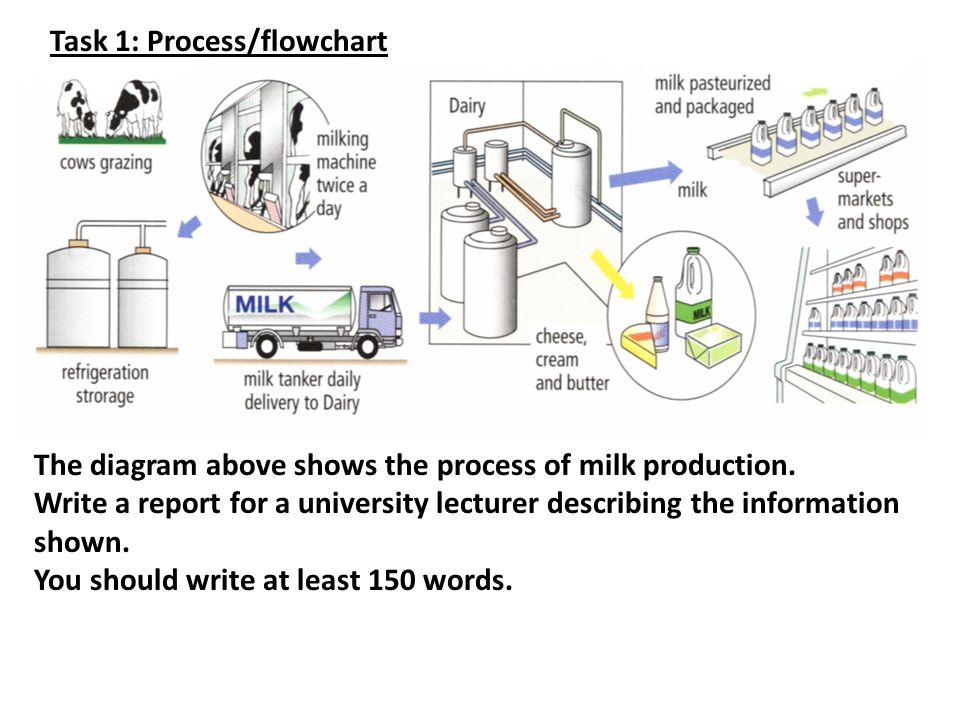 Task 1: Process/flowchart
cows grazing
milking
machine
twice a
day
refrigeration
strorage
MILK
milk tanker daily
delivery to Dairy
Dairy
milk pasteurized
and packaged
milk
super-
markets
and shops
MILK
cheese,
cream
and butter
The diagram above shows the process of milk production.
Write a report for a university lecturer describing the information
shown.
You should write at least 150 words.